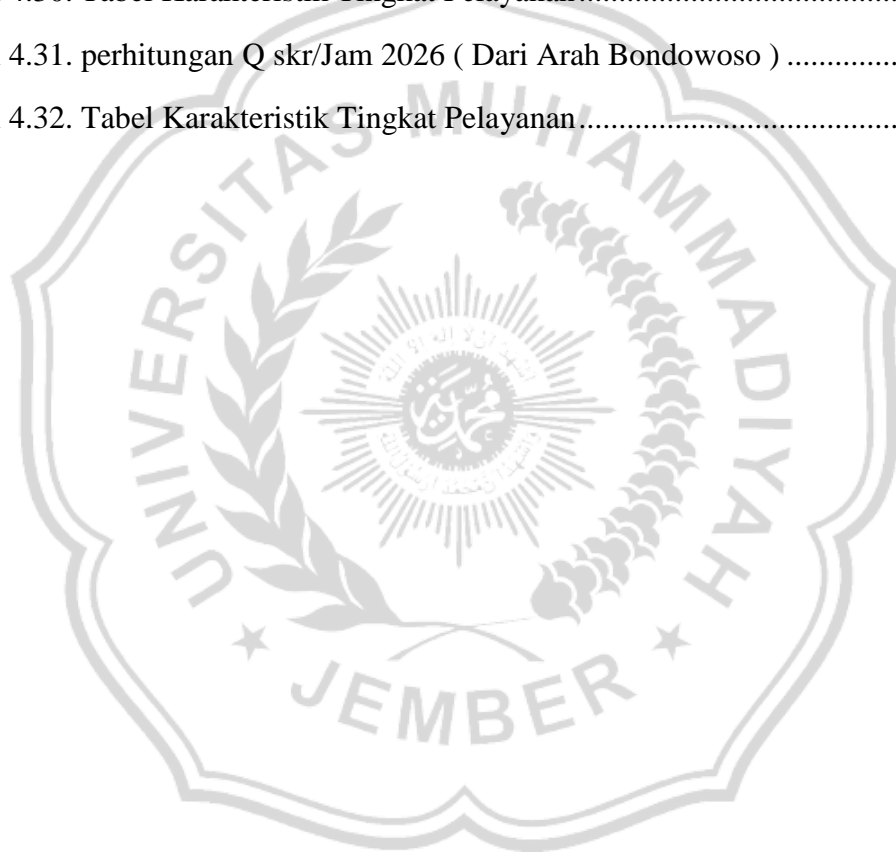 4.31. perhitungan Q skr/Jam 2026 ( Dari Arah Bondowoso ) ..............
4.32. Tabel Karakteristik Tingkat Pelayanan.......................................
UNIVERSITAS MUHAMMADIYAH
JEMBER